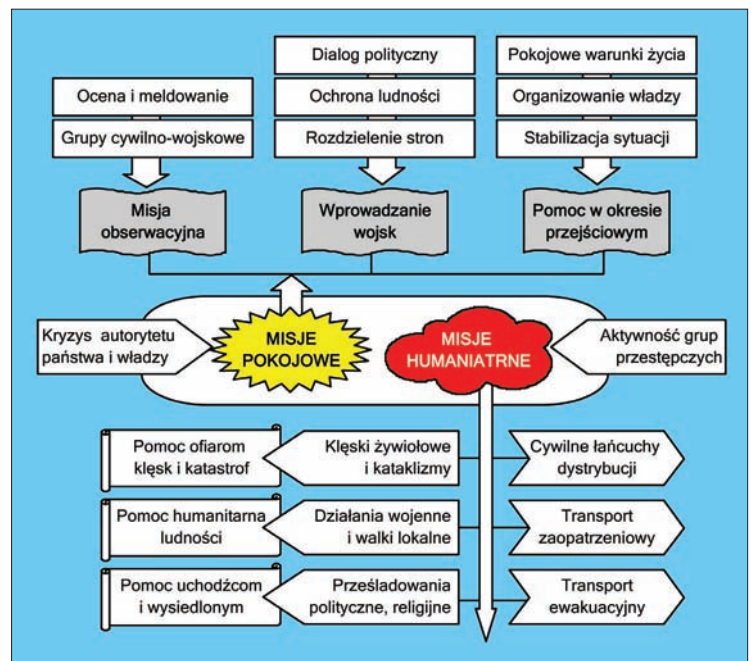 Dialog polityczny
Pokojowe warunki życia
Ocena i meldowanie
Ochrona ludności
Organizowanie władzy
Grupy cywilno-wojskowe
Rozdzielenie stron
Stabilizacja sytuacji
Misja
obserwacyjna
Wprowadzanie
wojsk
Pomoc w okresie
przejściowym
Kryzys autorytetu
państwa i władzy
MISJE
POKOJOWE
MISJE
HUMANIATRNE
Aktywność grup
przestępczych
Pomoc ofiarom
klęsk i katastrof
Klęski żywiołowe
i kataklizmy
Cywilne łańcuchy
dystrybucji
Pomoc humanitarna
ludności
Działania wojenne
i walki lokalne
Transport
zaopatrzeniowy
Pomoc uchodźcom
i wysiedlonym
Prześladowania
polityczne, religijne
Transport
ewakuacyjny